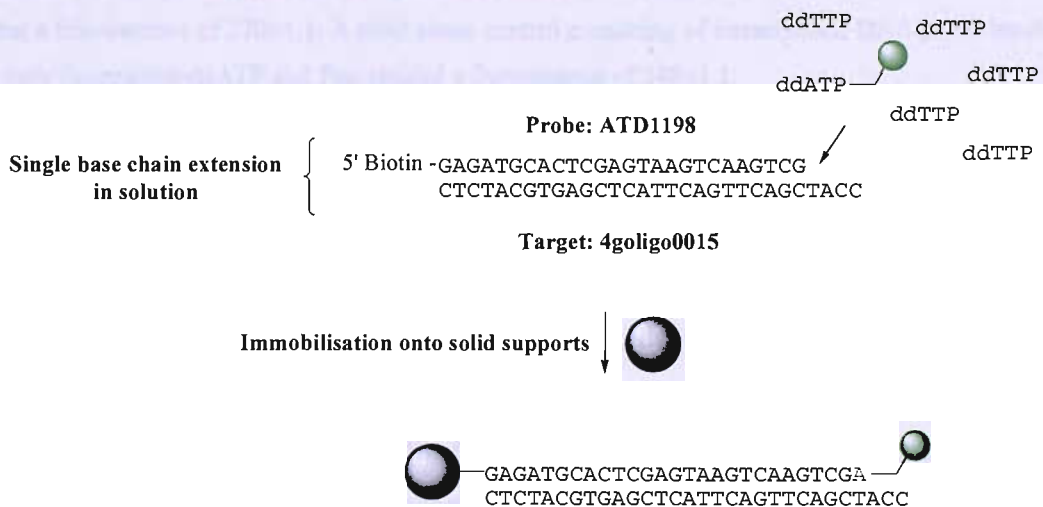 ddTTP
ddTTP
ddATP
ddTTP
ddTTP
ddTTP
Probe: ATD1198
Single base chain extension
in solution
5' Biotin -GAGATGCACTCGAGTAAGTCAAGTCG
CTCTACGTGAGCTCATTCAGTTCAGCTACC
Target: 4goligo0015
Immobilisation onto solid supports
GAGATGCACTCGAGTAAGTCAAGTCGA
CTCTACGTGAGCTCATTCAGTTCAGCTACC